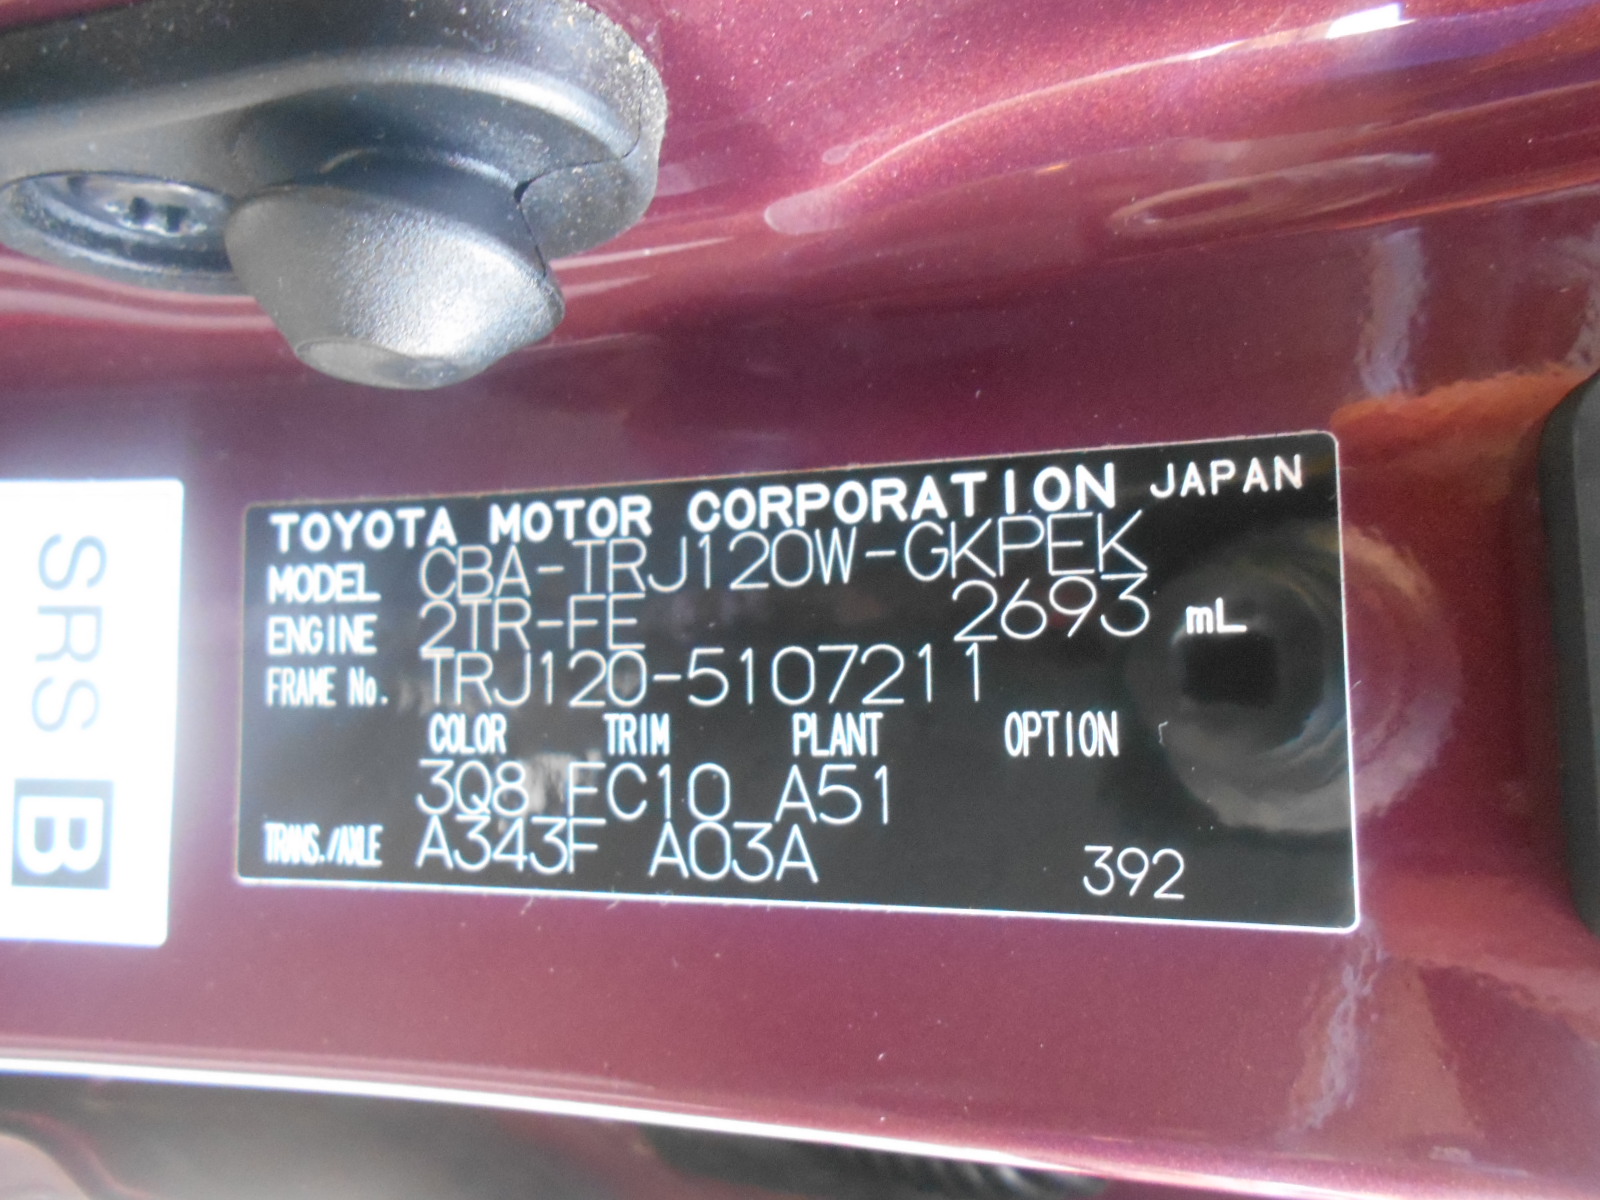 TOYOTA MOTOR CORPORATION JAPAN
MODEL CBA-TRJ120W-GKPEK
ENGINE 2TR-FE 2693 mL
FRAME No. TRJ120-5107211
COLOR TRIM PLANT OPTION
3Q8 FC10 A51
TRANS./AXLE A343F A03A 392
SRS B